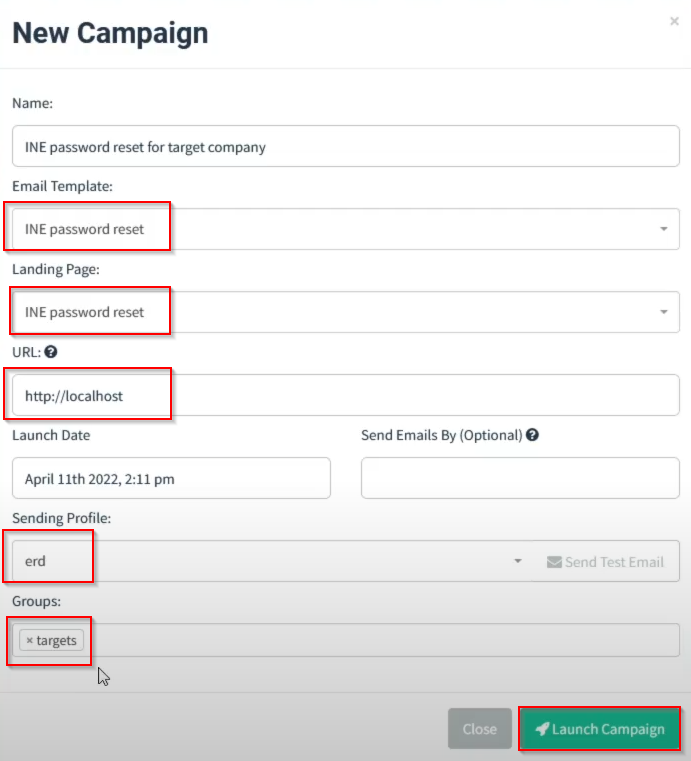 New Campaign
×
Name:
INE password reset for target company
Email Template:
INE password reset
Landing Page:
INE password reset
URL:
http://localhost
Launch Date
Send Emails By (Optional)
April 11th 2022, 2:11 pm
Sending Profile:
erd
Send Test Email
Groups:
× targets
Close
Launch Campaign